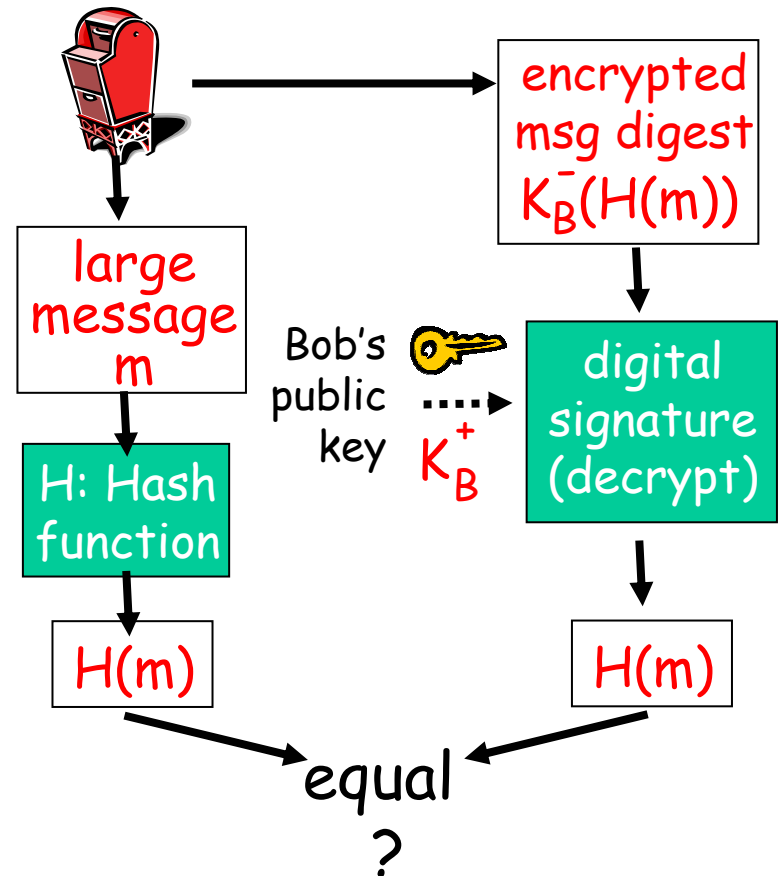 encrypted
msg digest
K_B^-(H(m))
large
message
m
Bob's
public
key
K_B^+
digital
signature
(decrypt)
H: Hash
function
H(m)
H(m)
equal
?